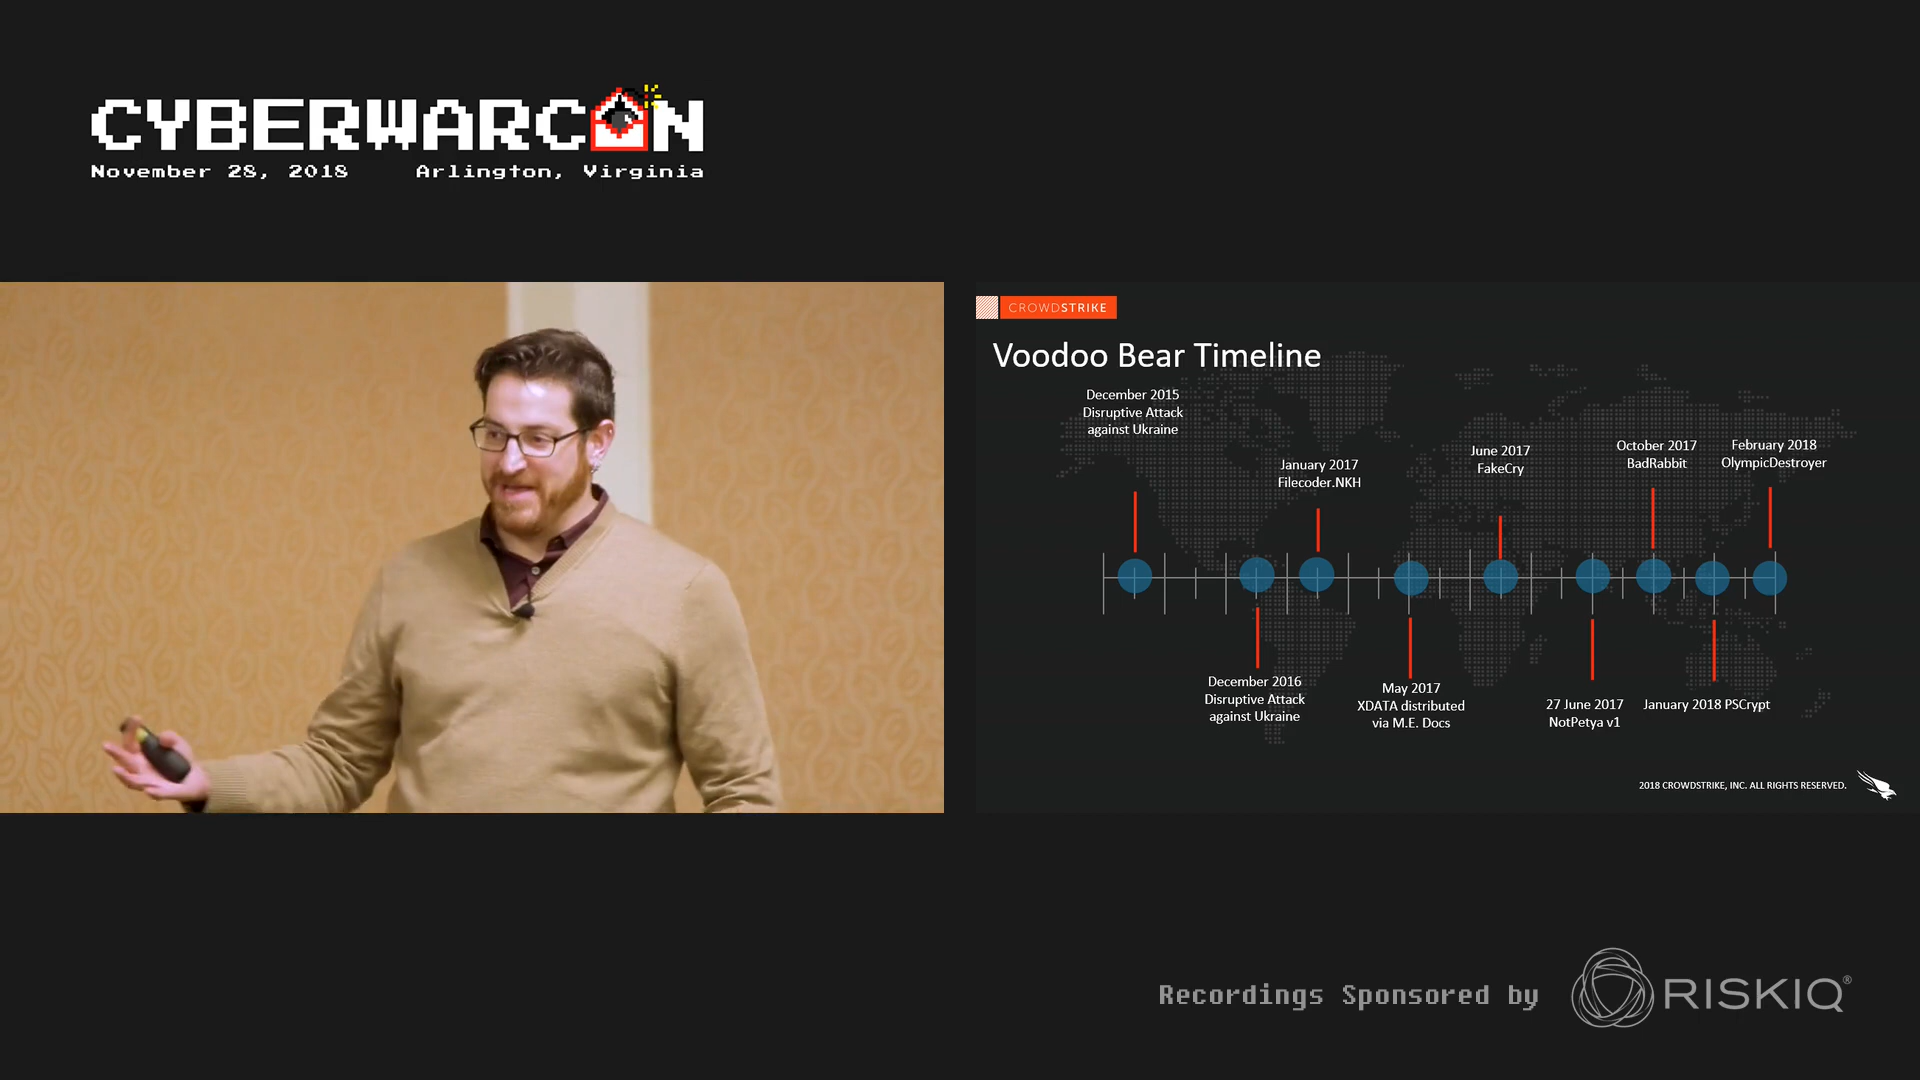 CYBERWARCON
November 28, 2018 Arlington, Virginia
CROWDSTRIKE
Voodoo Bear Timeline
December 2015
Disruptive Attack
against Ukraine
January 2017
Filecoder.NKH
June 2017
FakeCry
October 2017
BadRabbit
February 2018
OlympicDestroyer
December 2016
Disruptive Attack
against Ukraine
May 2017
XDATA distributed
via M.E. Docs
27 June 2017
NotPetya v1
January 2018 PSCrypt
2018 CROWDSTRIKE, INC. ALL RIGHTS RESERVED.
Recordings Sponsored by
RISKIQ®